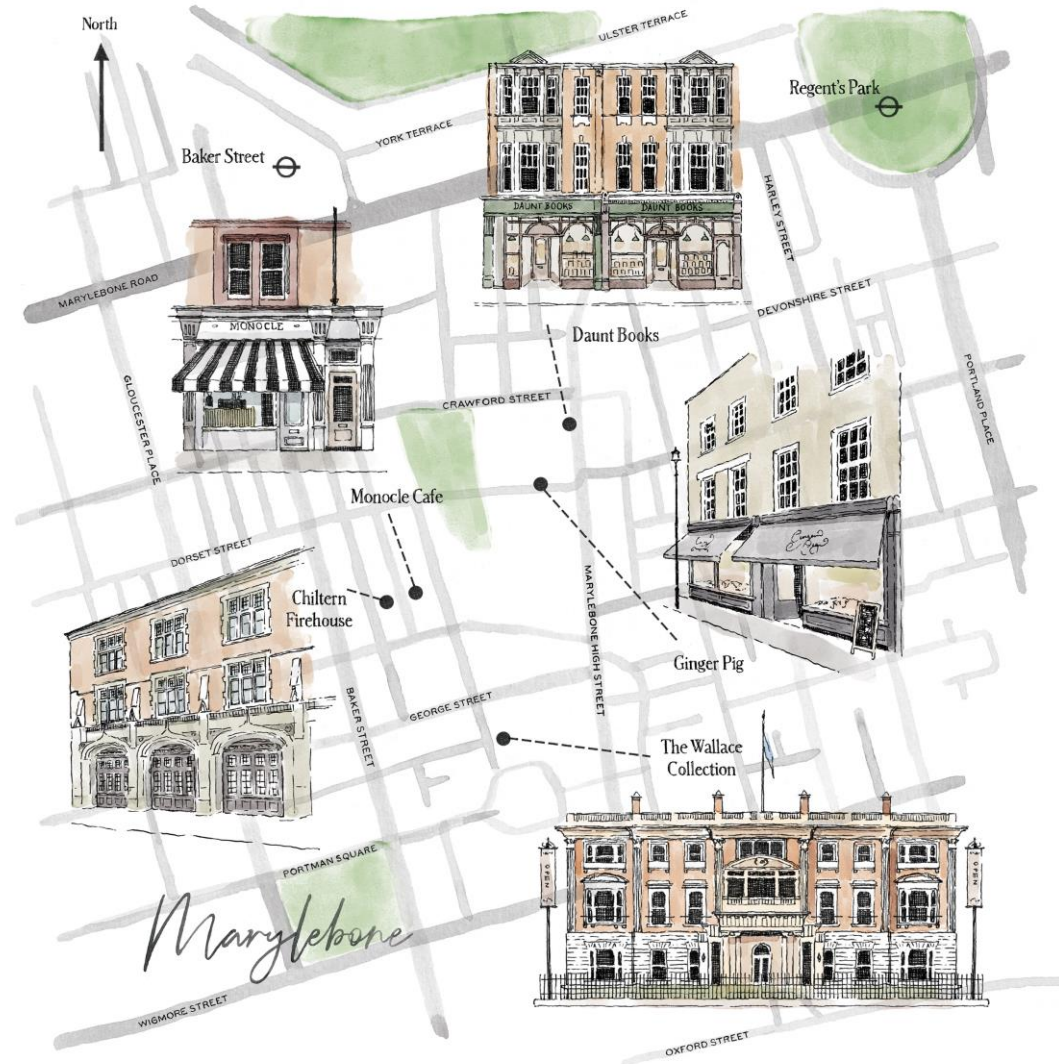 North
ULSTER TERRACE
Regent's Park
YORK TERRACE
Baker Street
HARLEY STREET
DAUNT BOOKS
DAUNT BOOKS
MARYLEBONE ROAD
DEVONSHIRE STREET
MONOCLE
Daunt Books
PORTLAND PLACE
GLOUCESTER PLACE
CRAWFORD STREET
Monocle Cafe
DORSET STREET
Chiltern
Firehouse
MARYLEBONE HIGH STREET
Ginger Pig
BAKER STREET
GEORGE STREET
The Wallace
Collection
PORTMAN SQUARE
OPEN
OPEN
Marylebone
WIGMORE STREET
OXFORD STREET